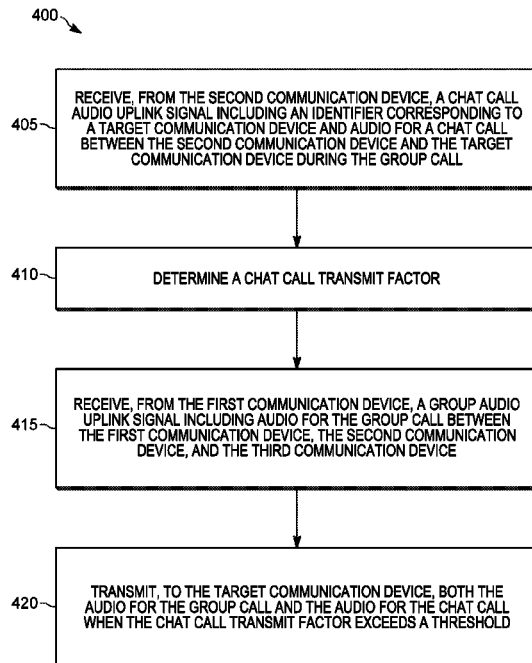 400
405
RECEIVE, FROM THE SECOND COMMUNICATION DEVICE, A CHAT CALL
AUDIO UPLINK SIGNAL INCLUDING AN IDENTIFIER CORRESPONDING TO
A TARGET COMMUNICATION DEVICE AND AUDIO FOR A CHAT CALL
BETWEEN THE SECOND COMMUNICATION DEVICE AND THE TARGET
COMMUNICATION DEVICE DURING THE GROUP CALL
410
DETERMINE A CHAT CALL TRANSMIT FACTOR
415
RECEIVE, FROM THE FIRST COMMUNICATION DEVICE, A GROUP AUDIO
UPLINK SIGNAL INCLUDING AUDIO FOR THE GROUP CALL BETWEEN
THE FIRST COMMUNICATION DEVICE, THE SECOND COMMUNICATION
DEVICE, AND THE THIRD COMMUNICATION DEVICE
420
TRANSMIT, TO THE TARGET COMMUNICATION DEVICE, BOTH THE
AUDIO FOR THE GROUP CALL AND THE AUDIO FOR THE CHAT CALL
WHEN THE CHAT CALL TRANSMIT FACTOR EXCEEDS A THRESHOLD